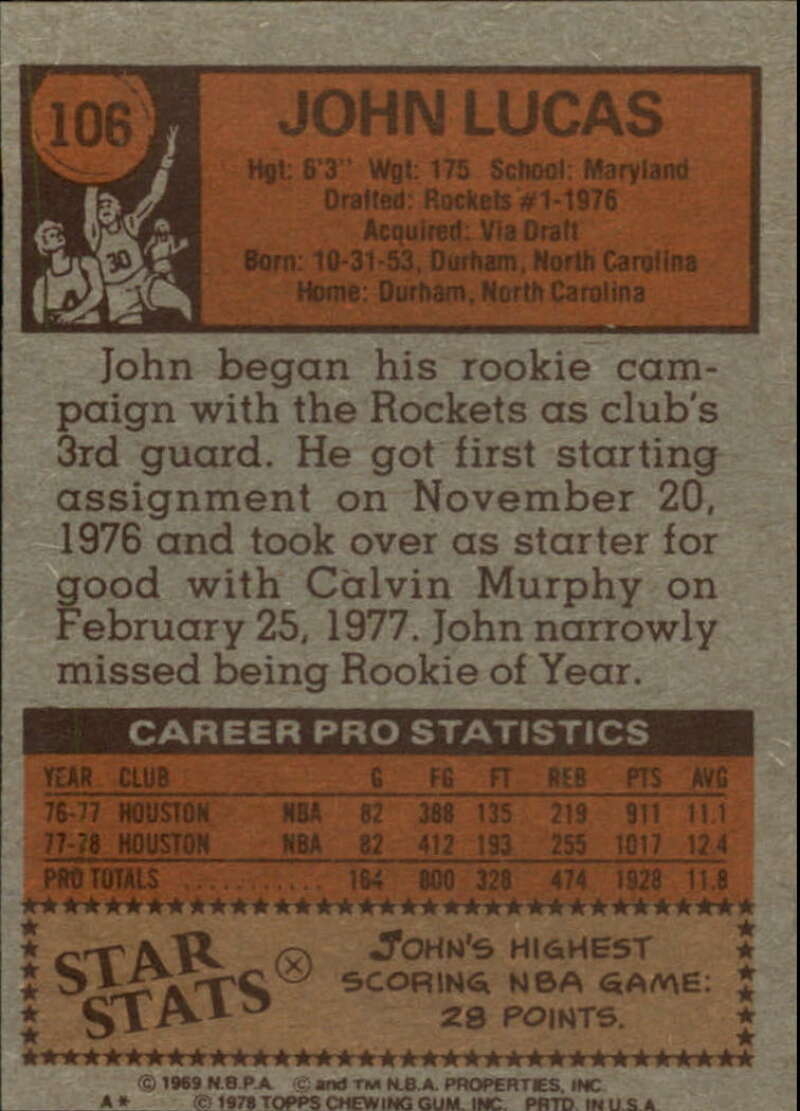 106
JOHN LUCAS
Hgt: 6'3" Wgt: 175 School: Maryland
Drafted: Rockets #1-1976
Acquired: Via Draft
Born: 10-31-53, Durham, North Carolina
Home: Durham, North Carolina
30
John began his rookie cam-
paign with the Rockets as club's
3rd guard. He got first starting
assignment on November 20,
1976 and took over as starter for
good with Calvin Murphy on
February 25, 1977. John narrowly
missed being Rookie of Year.
CAREER PRO STATISTICS
YEAR CLUB G FG FT REB PTS AVG
76-77 HOUSTON NBA 82 388 135 219 911 11.1
77-78 HOUSTON NBA 82 412 193 255 1017 12.4
PRO TOTALS ............ 164 800 328 474 1928 11.8
STAR
STATS
JOHN'S HIGHEST
SCORING NBA GAME:
28 POINTS.
© 1969 N.B.P.A. © and TM N.B.A. PROPERTIES, INC.
A* © 1978 TOPPS CHEWING GUM, INC. PRTD. IN U.S.A.